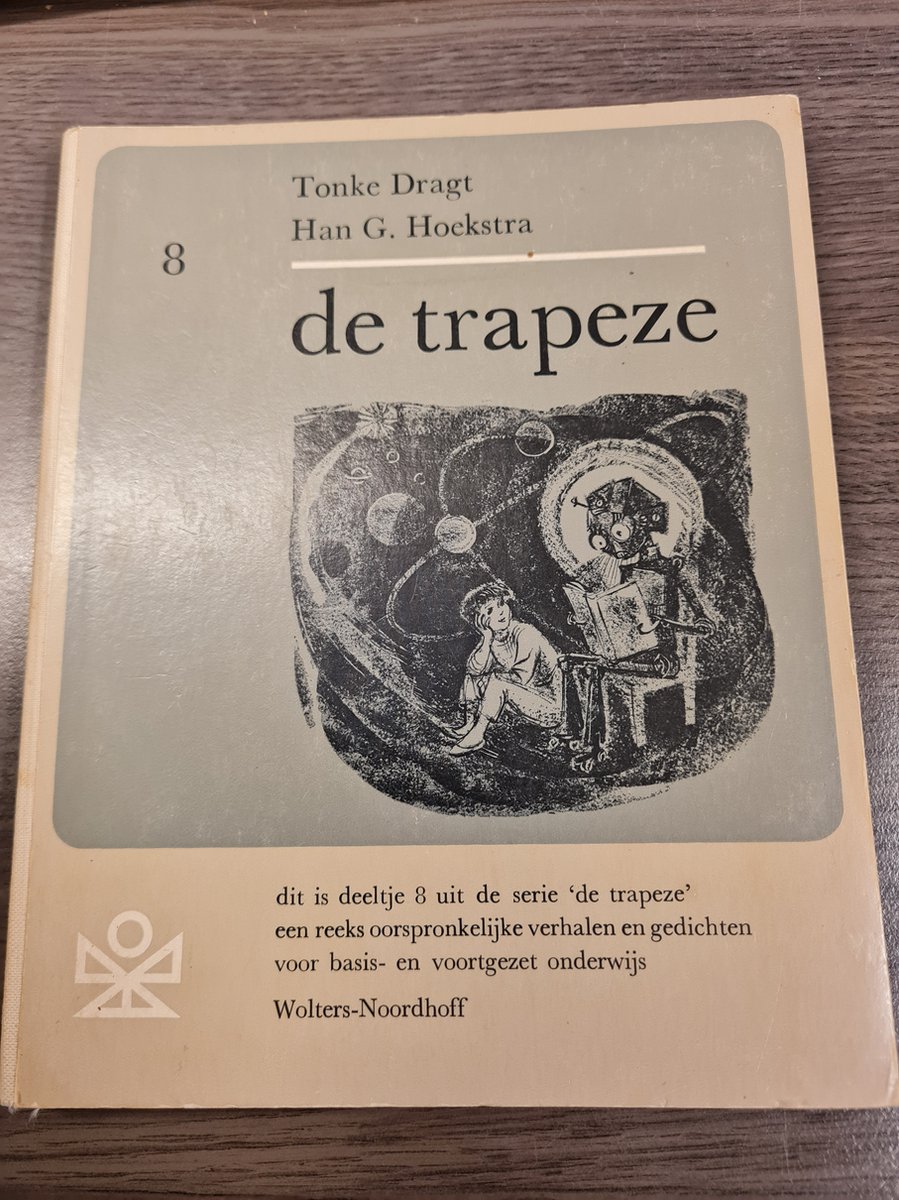 Tonke Dragt
Han G. Hoekstra
8
de trapeze
dit is deeltje 8 uit de serie ‘de trapeze’
een reeks oorspronkelijke verhalen en gedichten
voor basis- en voortgezet onderwijs
Wolters-Noordhoff